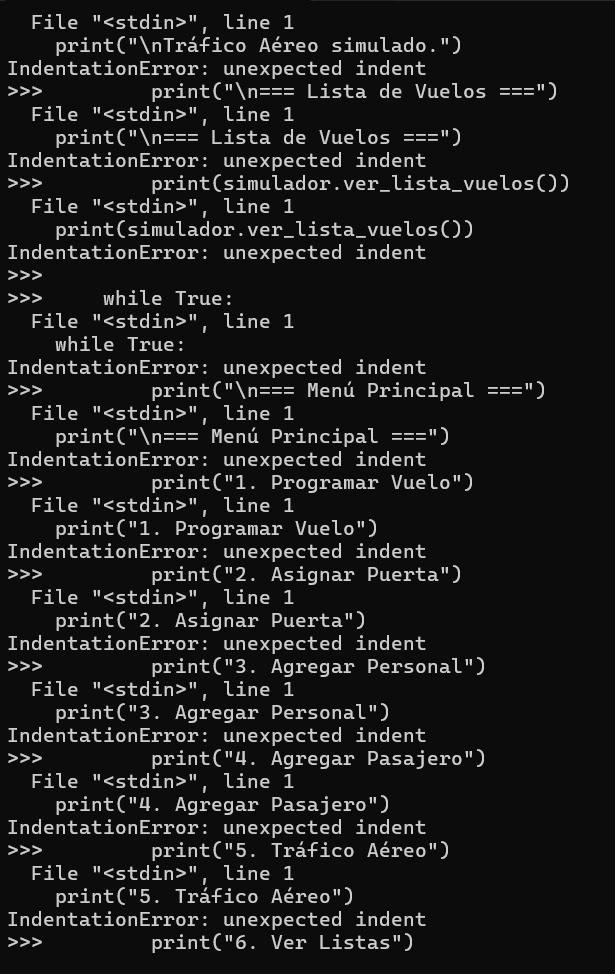 File "<stdin>", line 1
    print("\nTráfico Aéreo simulado.")
IndentationError: unexpected indent
>>>         print("\n=== Lista de Vuelos ===")
  File "<stdin>", line 1
    print("\n=== Lista de Vuelos ===")
IndentationError: unexpected indent
>>>         print(simulador.ver_lista_vuelos())
  File "<stdin>", line 1
    print(simulador.ver_lista_vuelos())
IndentationError: unexpected indent
>>>
>>>     while True:
  File "<stdin>", line 1
    while True:
IndentationError: unexpected indent
>>>         print("\n=== Menú Principal ===")
  File "<stdin>", line 1
    print("\n=== Menú Principal ===")
IndentationError: unexpected indent
>>>         print("1. Programar Vuelo")
  File "<stdin>", line 1
    print("1. Programar Vuelo")
IndentationError: unexpected indent
>>>         print("2. Asignar Puerta")
  File "<stdin>", line 1
    print("2. Asignar Puerta")
IndentationError: unexpected indent
>>>         print("3. Agregar Personal")
  File "<stdin>", line 1
    print("3. Agregar Personal")
IndentationError: unexpected indent
>>>         print("4. Agregar Pasajero")
  File "<stdin>", line 1
    print("4. Agregar Pasajero")
IndentationError: unexpected indent
>>>         print("5. Tráfico Aéreo")
  File "<stdin>", line 1
    print("5. Tráfico Aéreo")
IndentationError: unexpected indent
>>>         print("6. Ver Listas")